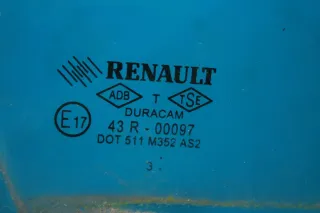 RENAULT
ADB T TSE
DURACAM
E17 43 R - 00097
DOT 511 M352 AS2
3 .